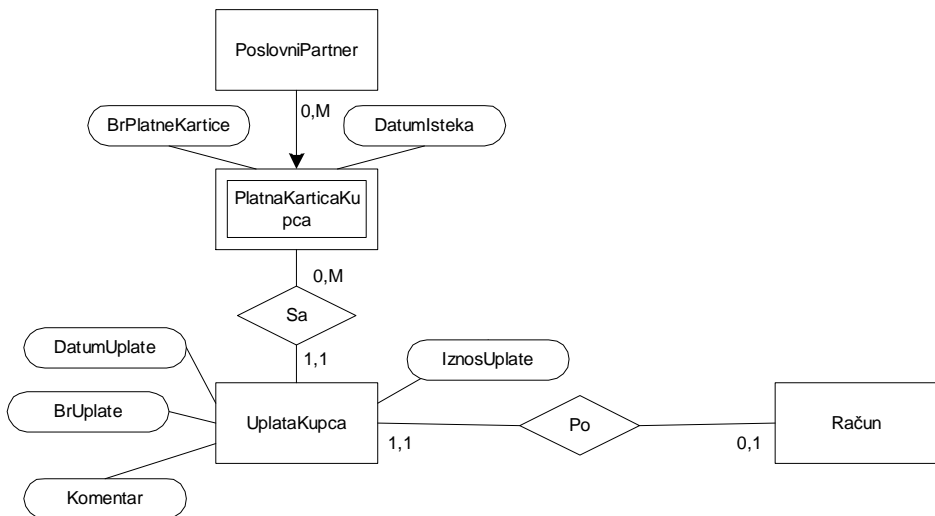 PoslovniPartner
0,M
BrPlatneKartice
DatumIsteka
PlatnaKarticaKu
pca
0,M
Sa
1,1
DatumUplate
IznosUplate
BrUplate
UplataKupca
1,1
Po
0,1
Račun
Komentar